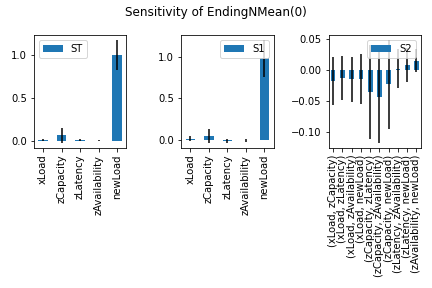 Sensitivity of EndingNMean(0)
ST
1.0
0.5
0.0
xLoad
zCapacity
zLatency
zAvailability
newLoad
S1
1.0
0.5
0.0
xLoad
zCapacity
zLatency
zAvailability
newLoad
S2
0.05
0.00
−0.05
−0.10
(xLoad, zCapacity)
(xLoad, zLatency)
(xLoad, zAvailability)
(xLoad, newLoad)
(zCapacity, zLatency)
(zCapacity, zAvailability)
(zCapacity, newLoad)
(zLatency, zAvailability)
(zLatency, newLoad)
(zAvailability, newLoad)